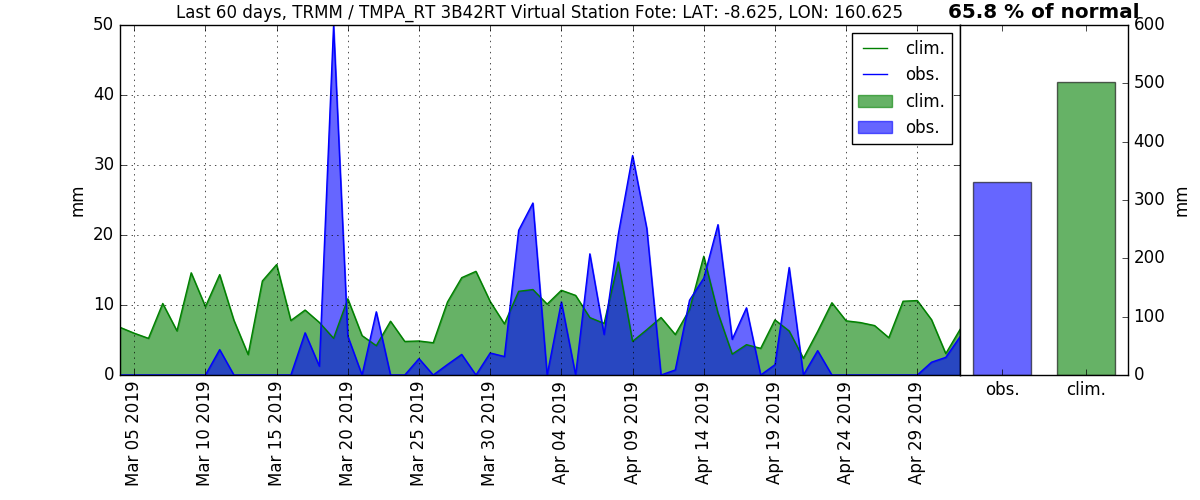 Last 60 days, TRMM / TMPA_RT 3B42RT Virtual Station Fote: LAT: -8.625, LON: 160.625
65.8 % of normal
50
40
30
20
10
0
mm
clim.
obs.
clim.
obs.
Mar 05 2019
Mar 10 2019
Mar 15 2019
Mar 20 2019
Mar 25 2019
Mar 30 2019
Apr 04 2019
Apr 09 2019
Apr 14 2019
Apr 19 2019
Apr 24 2019
Apr 29 2019
600
500
400
300
200
100
0
mm
obs.
clim.